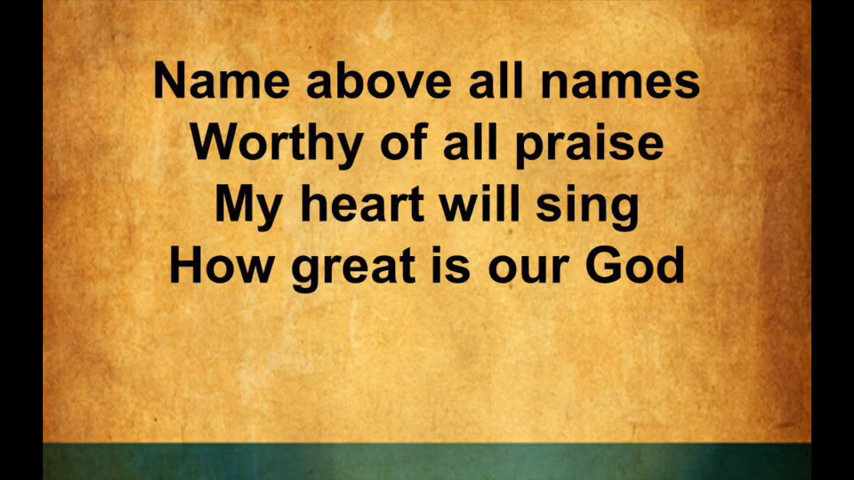 Name above all names
Worthy of all praise
My heart will sing
How great is our God